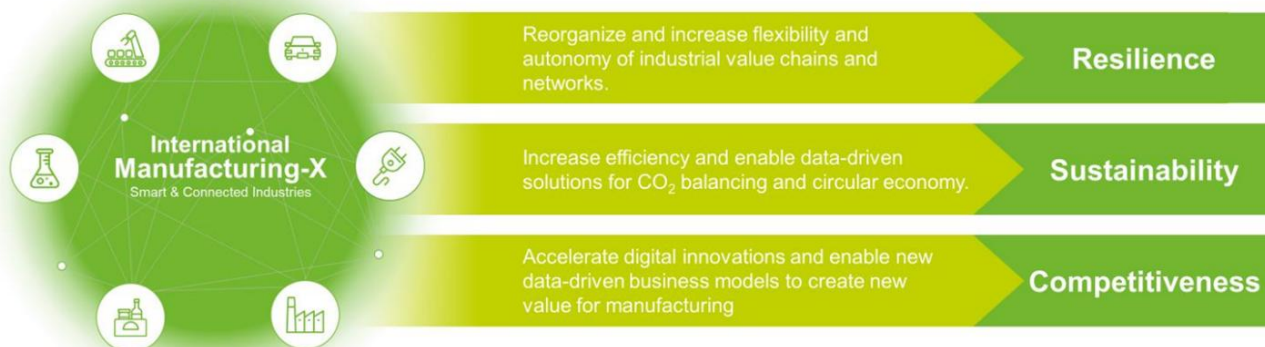 International
Manufacturing-X
Smart & Connected Industries
Reorganize and increase flexibility and
autonomy of industrial value chains and
networks.
Resilience
Increase efficiency and enable data-driven
solutions for CO₂ balancing and circular economy.
Sustainability
Accelerate digital innovations and enable new
data-driven business models to create new
value for manufacturing
Competitiveness